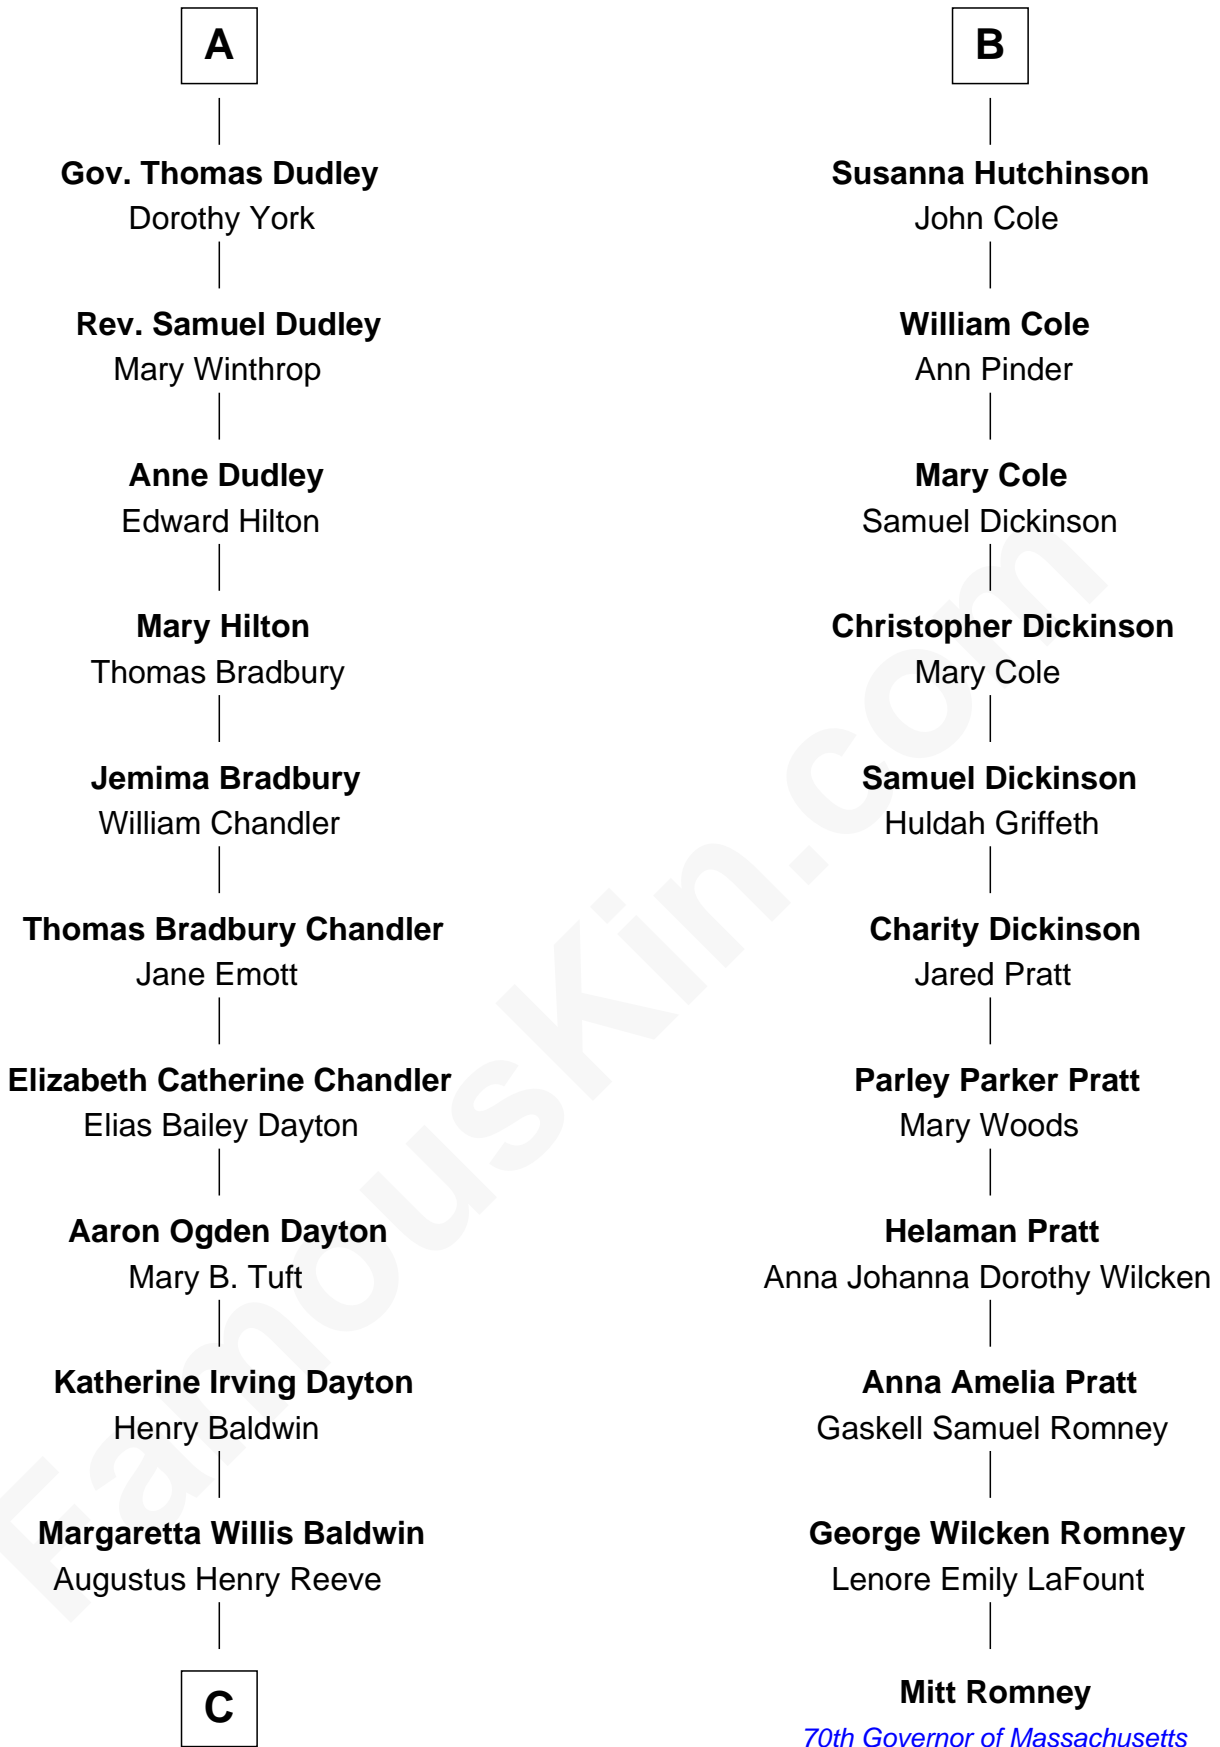 A
Gov. Thomas Dudley
Dorothy York
Rev. Samuel Dudley
Mary Winthrop
Anne Dudley
Edward Hilton
Mary Hilton
Thomas Bradbury
Jemima Bradbury
William Chandler
Thomas Bradbury Chandler
Jane Emott
Elizabeth Catherine Chandler
Elias Bailey Dayton
Aaron Ogden Dayton
Mary B. Tuft
Katherine Irving Dayton
Henry Baldwin
Margaretta Willis Baldwin
Augustus Henry Reeve
C
B
Susanna Hutchinson
John Cole
William Cole
Ann Pinder
Mary Cole
Samuel Dickinson
Christopher Dickinson
Mary Cole
Samuel Dickinson
Huldah Griffeth
Charity Dickinson
Jared Pratt
Parley Parker Pratt
Mary Woods
Helaman Pratt
Anna Johanna Dorothy Wilcken
Anna Amelia Pratt
Gaskell Samuel Romney
George Wilcken Romney
Lenore Emily LaFount
Mitt Romney
70th Governor of Massachusetts
FamousKin.com